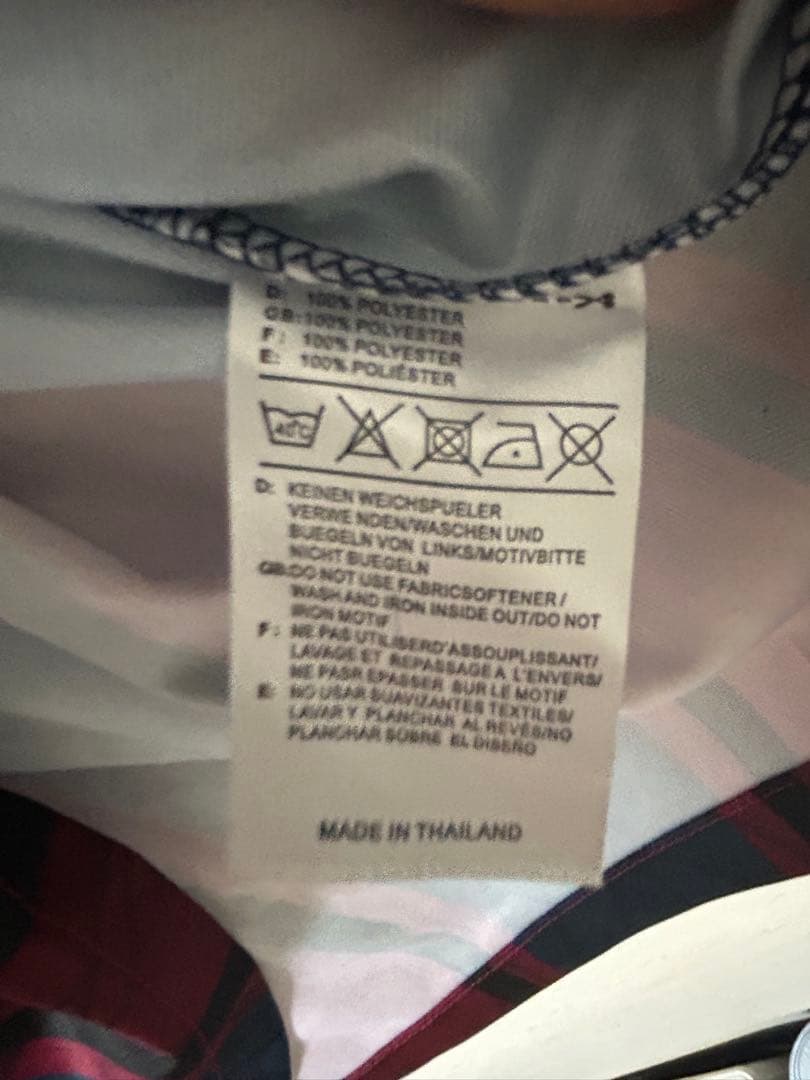 D: 100% POLYESTER
GB:100% POLYESTER
F: 100% POLYESTER
E: 100% POLIÉSTER
40°C
D: KEINEN WEICHSPUELER
VERWE NDEN/WASCHEN UND
BUEGELN VON LINKS/MOTIVBITTE
NICHT BUEGELN
GB:DO NOT USE FABRICSOFTENER/
WASH AND IRON INSIDE OUT/DO NOT
IRON MOTIF
F: NE PAS UTILISERD'ASSOUPLISSANT/
LAVAGE ET REPASSAGE A L'ENVERS/
NE PASR EPASSER SUR LE MOTIF
E: NO USAR SUAVIZANTES TEXTILES/
LAVAR Y PLANCHAR AL REVÉS/NO
PLANCHAR SOBRE EL DISEÑO
MADE IN THAILAND